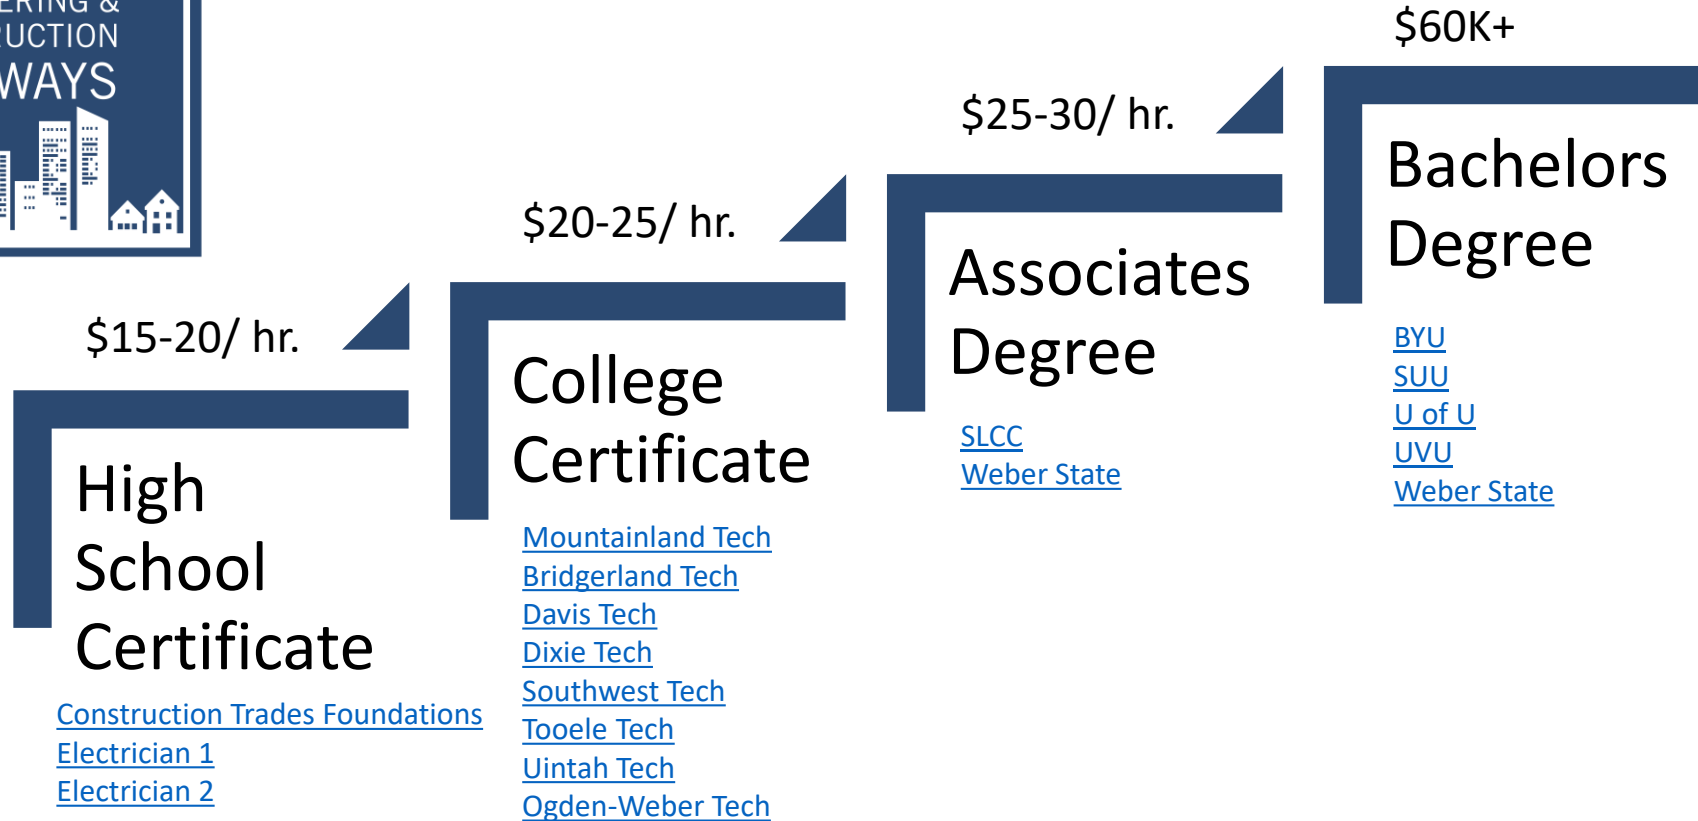 UCTION
WAYS
$15-20/ hr.
High
School
Certificate
Construction Trades Foundations
Electrician 1
Electrician 2
$20-25/ hr.
College
Certificate
Mountainland Tech
Bridgerland Tech
Davis Tech
Dixie Tech
Southwest Tech
Tooele Tech
Uintah Tech
Ogden-Weber Tech
$25-30/ hr.
Associates
Degree
SLCC
Weber State
$60K+
Bachelors
Degree
BYU
SUU
U of U
UVU
Weber State